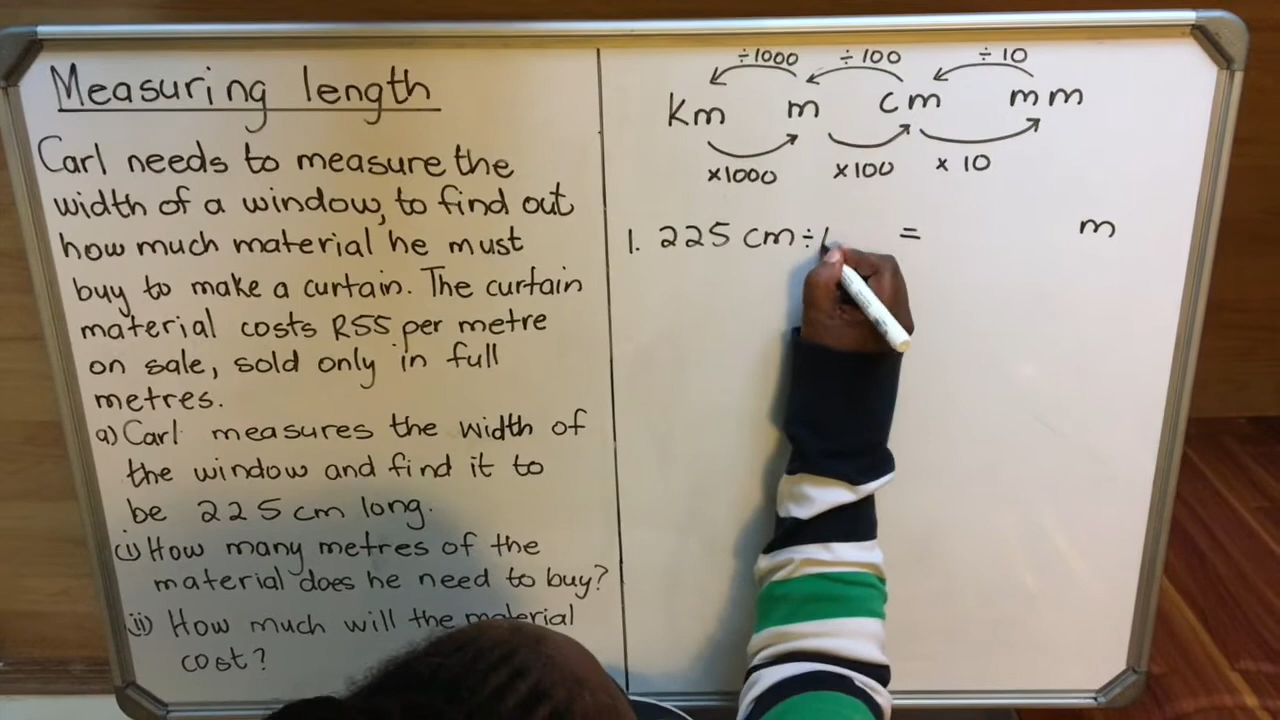 Measuring length
Carl needs to measure the
width of a window, to find out
how much material he must
buy to make a curtain. The curtain
material costs R55 per metre
on sale, sold only in full
metres.
a) Carl measures the width of
the window and find it to
be 225 cm long.
(i) How many metres of the
material does he need to buy?
(ii) How much will the material
cost?
÷1000 ÷100 ÷10
Km m cm mm
×1000 ×100 × 10
1. 225 cm ÷ = m